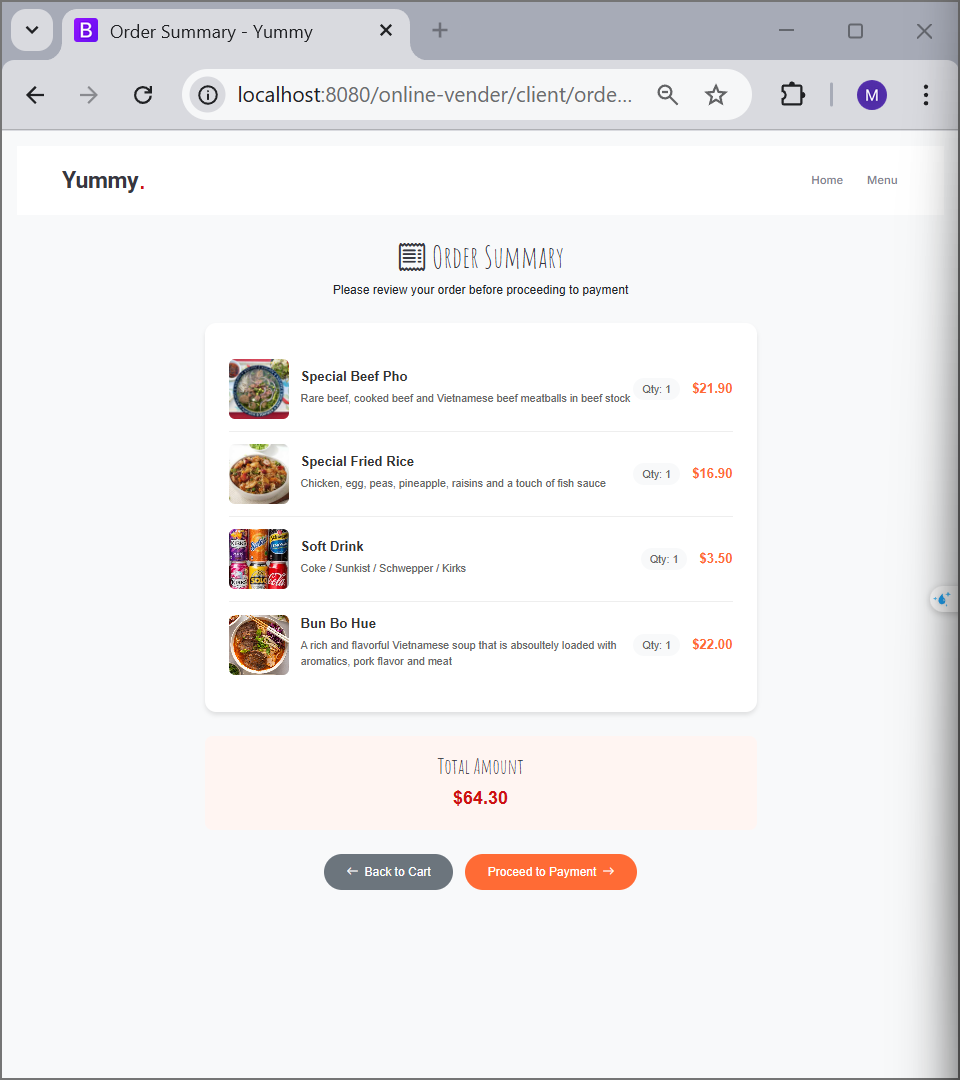 B Order Summary - Yummy
localhost:8080/online-vender/client/orde...
M
Yummy.
Home Menu
Order Summary
Please review your order before proceeding to payment
Special Beef Pho
Rare beef, cooked beef and Vietnamese beef meatballs in beef stock
Qty: 1 $21.90
Special Fried Rice
Chicken, egg, peas, pineapple, raisins and a touch of fish sauce
Qty: 1 $16.90
Soft Drink
Coke / Sunkist / Schwepper / Kirks
Qty: 1 $3.50
Bun Bo Hue
A rich and flavorful Vietnamese soup that is absoultely loaded with
aromatics, pork flavor and meat
Qty: 1 $22.00
Total Amount
$64.30
← Back to Cart
Proceed to Payment →